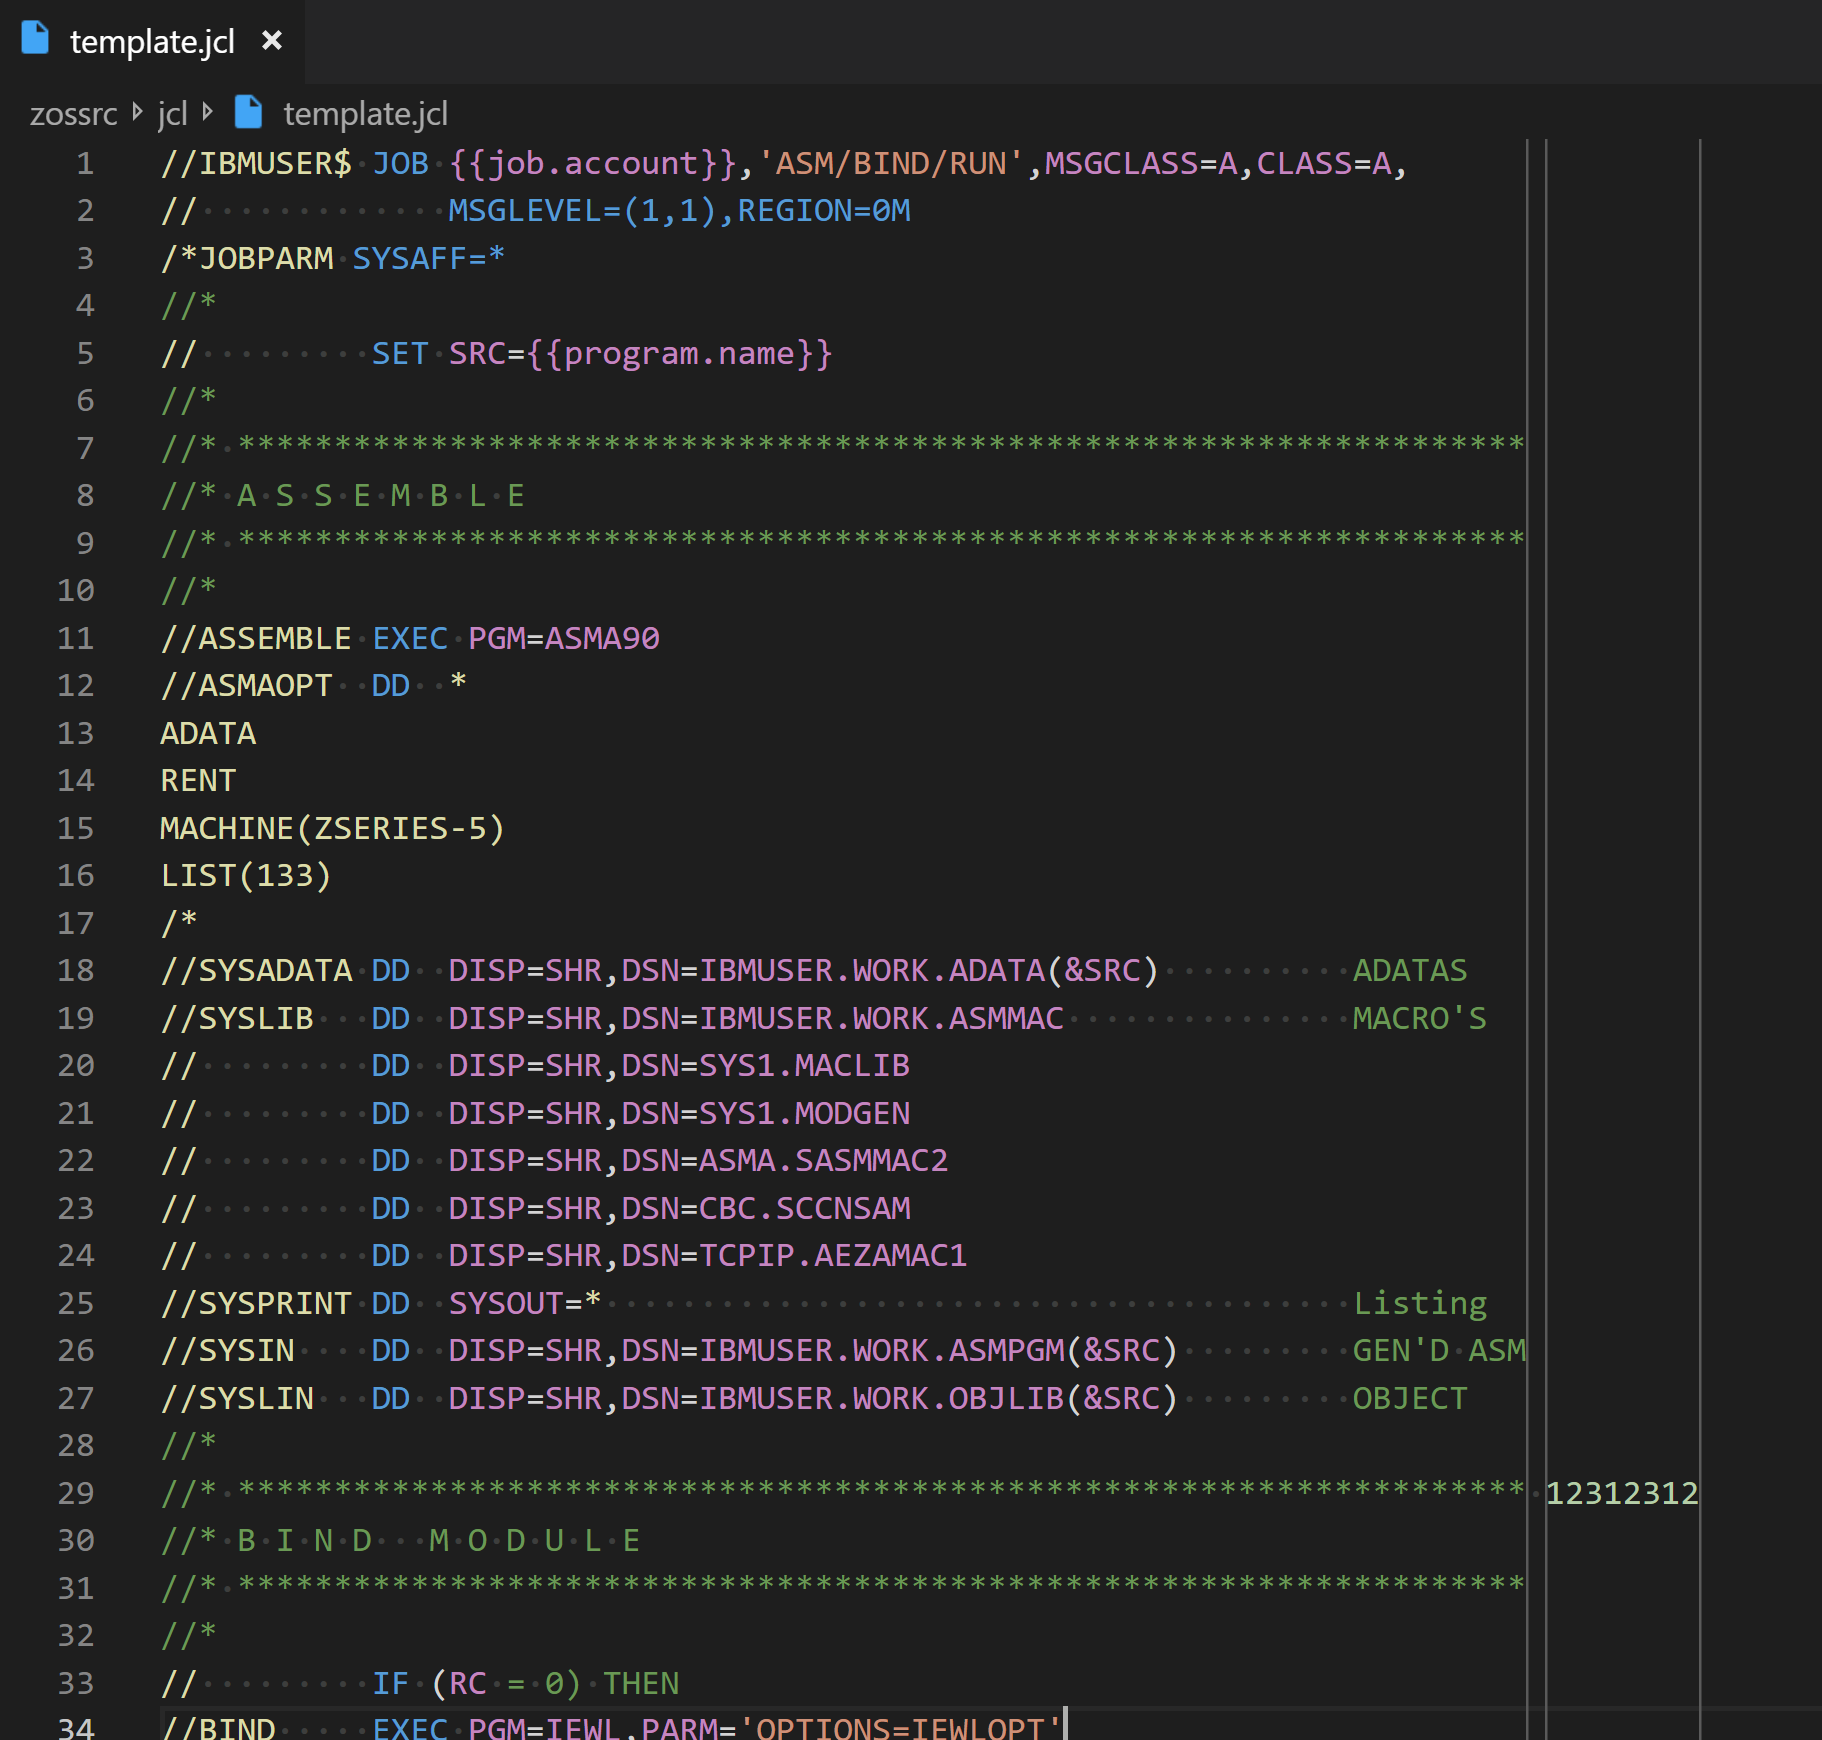 template.jcl ×
zossrc jcl template.jcl
1 //IBMUSER$ JOB {{job.account}},'ASM/BIND/RUN',MSGCLASS=A,CLASS=A,
2 //             MSGLEVEL=(1,1),REGION=0M
3 /*JOBPARM SYSAFF=*
4 //*
5 //         SET SRC={{program.name}}
6 //*
7 //* *******************************************************************
8 //* A S S E M B L E
9 //* *******************************************************************
10 //*
11 //ASSEMBLE EXEC PGM=ASMA90
12 //ASMAOPT  DD  *
13 ADATA
14 RENT
15 MACHINE(ZSERIES-5)
16 LIST(133)
17 /*
18 //SYSADATA DD  DISP=SHR,DSN=IBMUSER.WORK.ADATA(&SRC)          ADATAS
19 //SYSLIB   DD  DISP=SHR,DSN=IBMUSER.WORK.ASMMAC               MACRO'S
20 //         DD  DISP=SHR,DSN=SYS1.MACLIB
21 //         DD  DISP=SHR,DSN=SYS1.MODGEN
22 //         DD  DISP=SHR,DSN=ASMA.SASMMAC2
23 //         DD  DISP=SHR,DSN=CBC.SCCNSAM
24 //         DD  DISP=SHR,DSN=TCPIP.AEZAMAC1
25 //SYSPRINT DD  SYSOUT=*                                       Listing
26 //SYSIN    DD  DISP=SHR,DSN=IBMUSER.WORK.ASMPGM(&SRC)         GEN'D ASM
27 //SYSLIN   DD  DISP=SHR,DSN=IBMUSER.WORK.OBJLIB(&SRC)         OBJECT
28 //*
29 //* ******************************************************************* 12312312
30 //* B I N D   M O D U L E
31 //* *******************************************************************
32 //*
33 //         IF (RC = 0) THEN
34 //BIND     EXEC PGM=IEWL,PARM='OPTIONS=IEWLOPT'